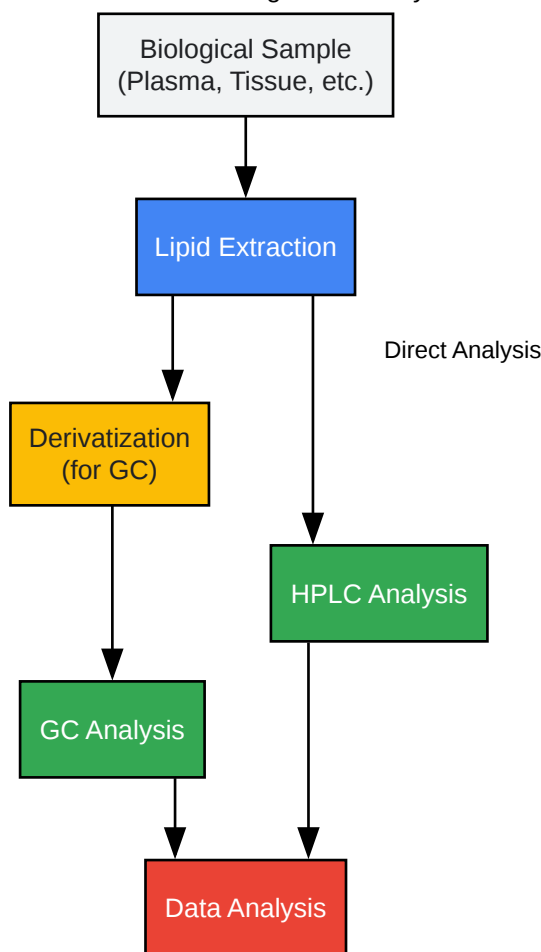 Biological Sample
(Plasma, Tissue, etc.)
Lipid Extraction
Direct Analysis
Derivatization
(for GC)
HPLC Analysis
GC Analysis
Data Analysis